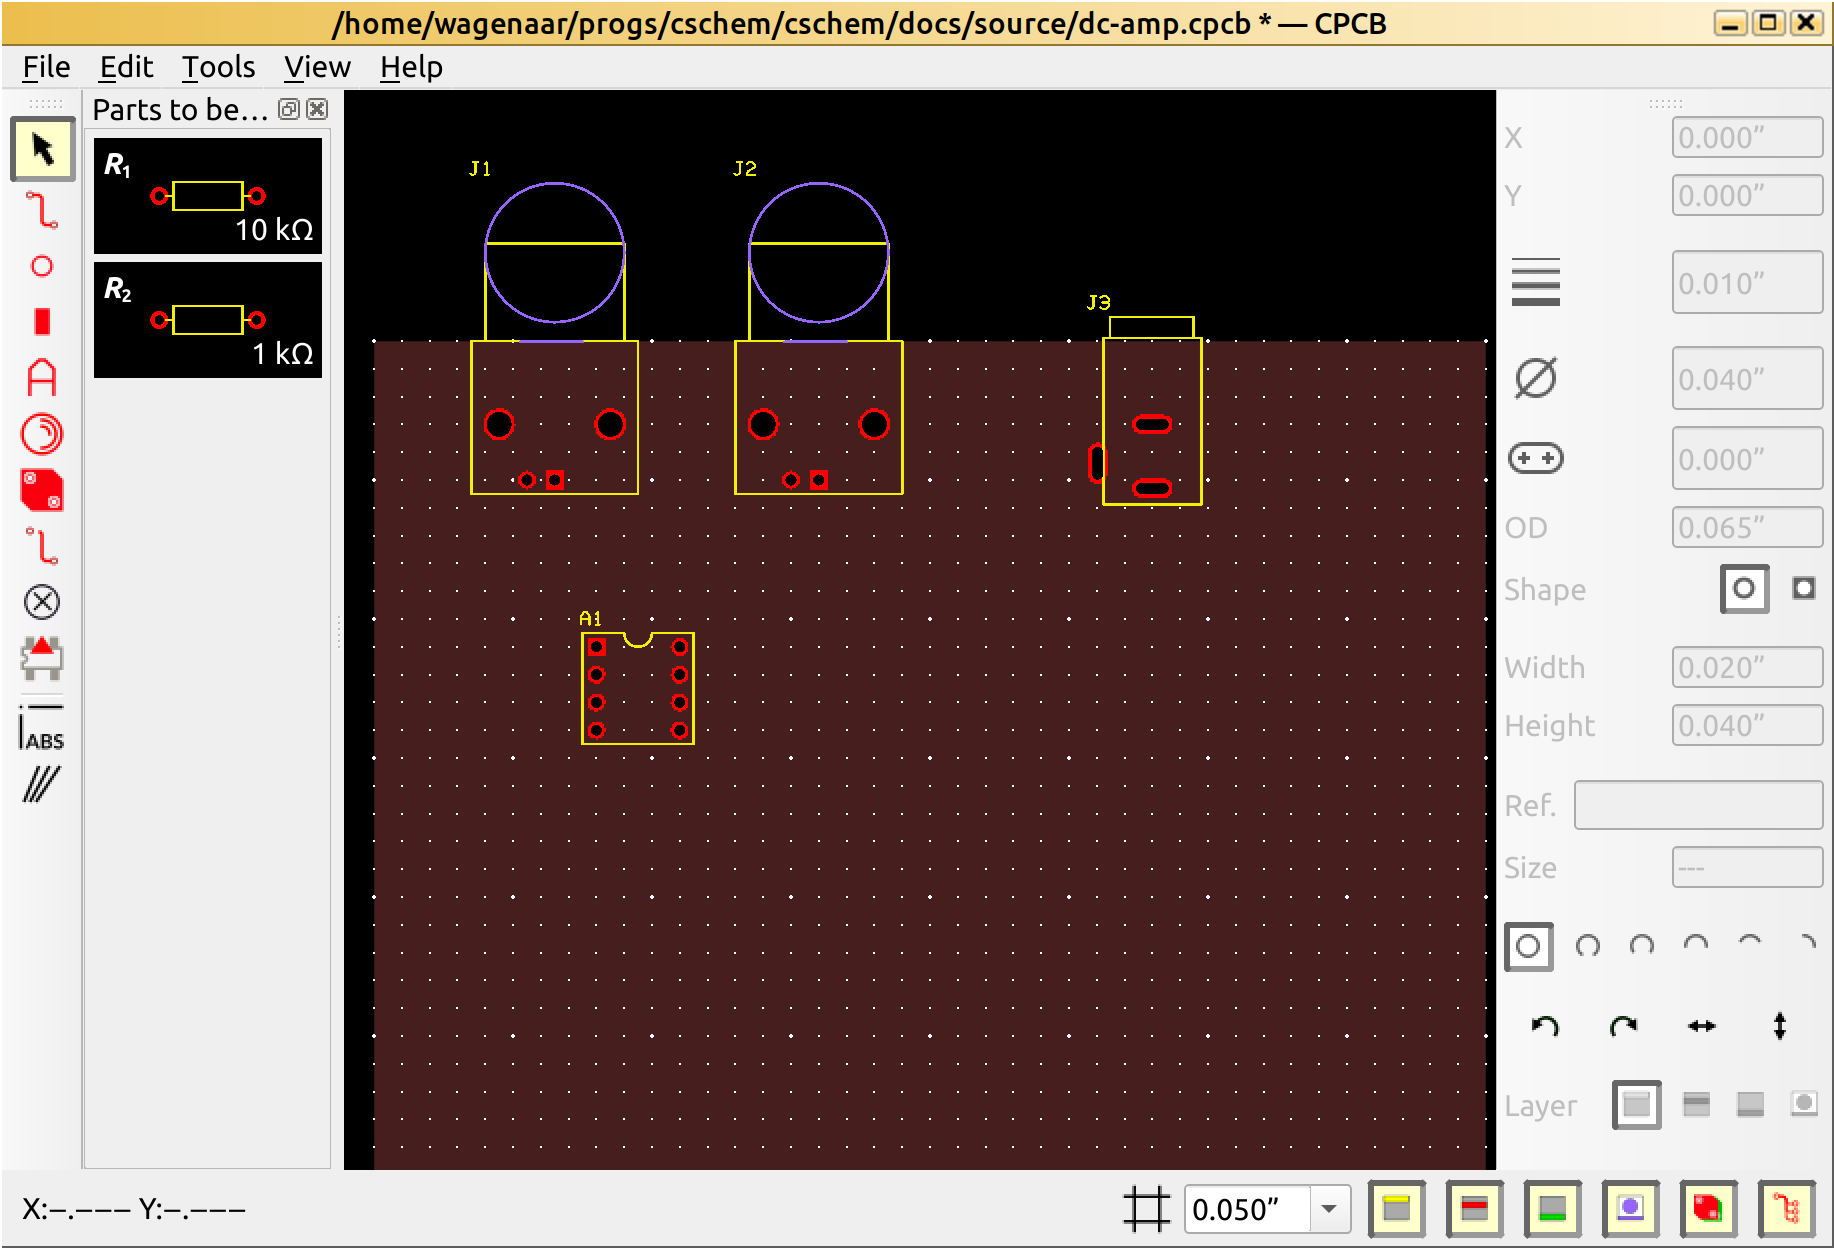 /home/wagenaar/progs/cschem/cschem/docs/source/dc-amp.cpcb * — CPCB
File Edit Tools View Help
Parts to be...
R1
10 kΩ
R2
1 kΩ
ABS
J1
J2
J3
A1
X 0.000”
Y 0.000”
0.010”
0.040”
0.000”
OD 0.065”
Shape
Width 0.020”
Height 0.040”
Ref.
Size ---
Layer
X:–.––– Y:–.–––
0.050”